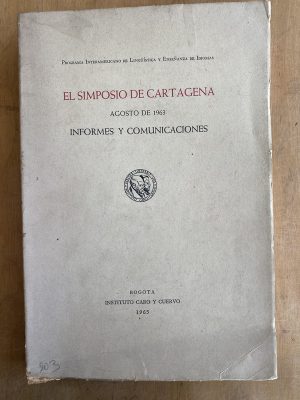 Programa Interamericano de Lingüística y Enseñanza de Idiomas
EL SIMPOSIO DE CARTAGENA
AGOSTO DE 1963
INFORMES Y COMUNICACIONES
BOGOTA
INSTITUTO CARO Y CUERVO
1965